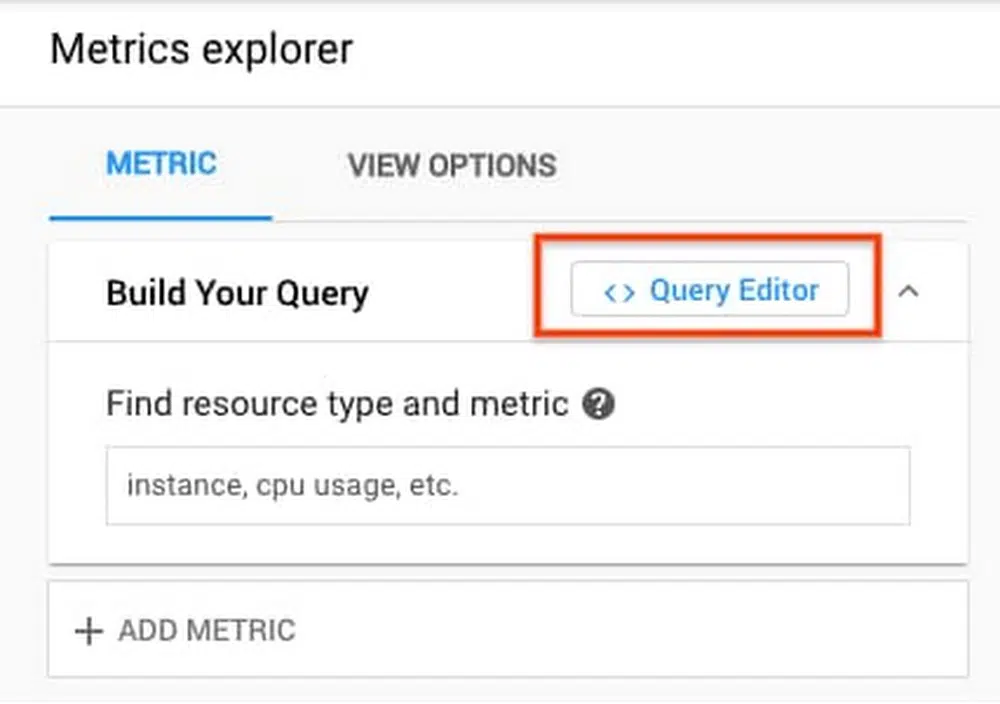 Metrics explorer
METRIC VIEW OPTIONS
Build Your Query <> Query Editor
Find resource type and metric ?
instance, cpu usage, etc.
+ ADD METRIC